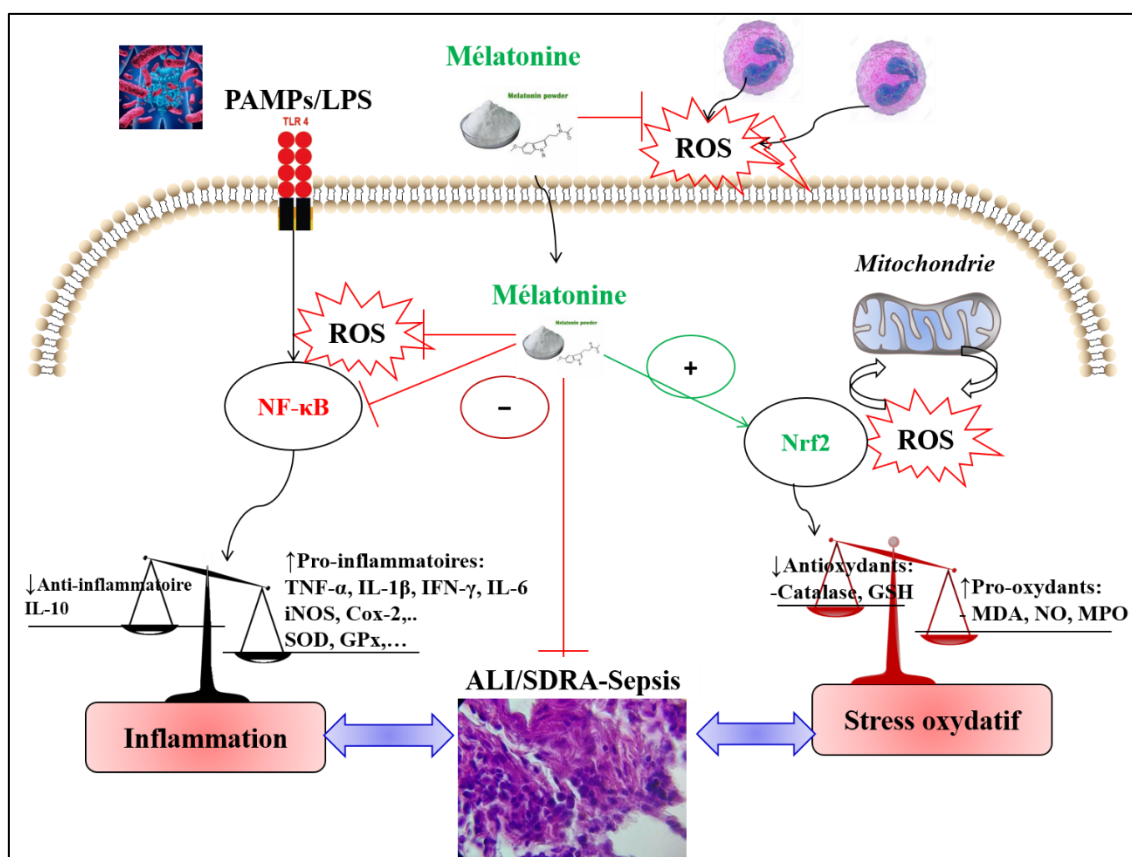 Mélatonine
Melatonin powder
PAMPs/LPS
TLR 4
ROS
Mitochondrie
Mélatonine
Melatonin powder
ROS
+
NF-κB
−
Nrf2
ROS
↓Anti-inflammatoire
IL-10
↑Pro-inflammatoires:
TNF-α, IL-1β, IFN-γ, IL-6
iNOS, Cox-2,..
SOD, GPx,…
↓Antioxydants:
-Catalase, GSH
↑Pro-oxydants:
- MDA, NO, MPO
ALI/SDRA-Sepsis
Inflammation
Stress oxydatif